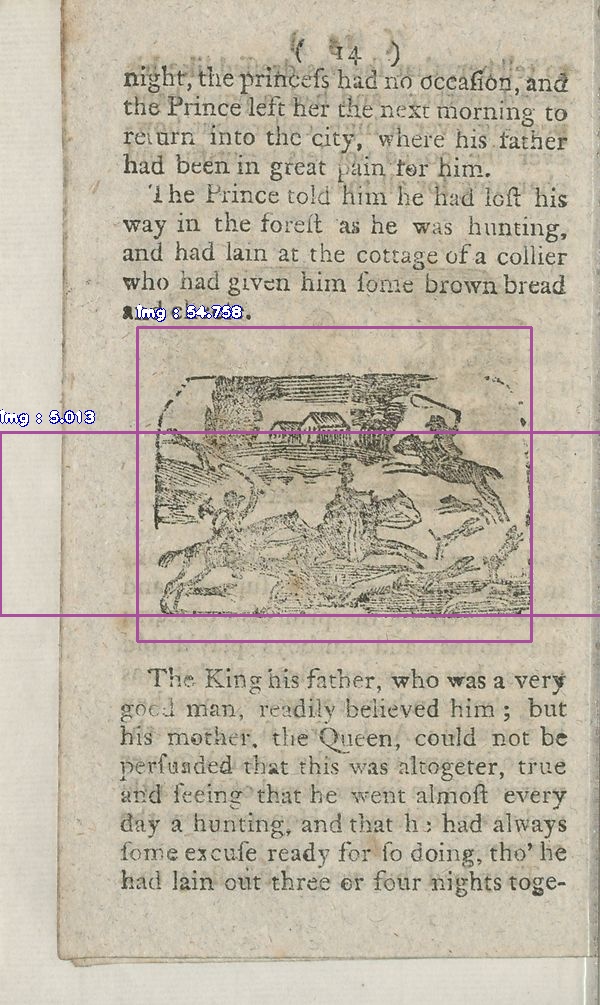 ( 14 )
night, the princeſs had no occaſion, and
the Prince left her the next morning to
return into the city, where his father
had been in great pain for him.
The Prince told him he had loſt his
way in the foreſt as he was hunting,
and had lain at the cottage of a collier
who had given him ſome brown bread
img : 54.758
img : 5.013
The King his father, who was a very
good man, readily believed him ; but
his mother, the Queen, could not be
perſuaded that this was altogeter, true
and ſeeing that he went almoſt every
day a hunting, and that he had always
ſome excuſe ready for ſo doing, tho' he
had lain out three or four nights toge-